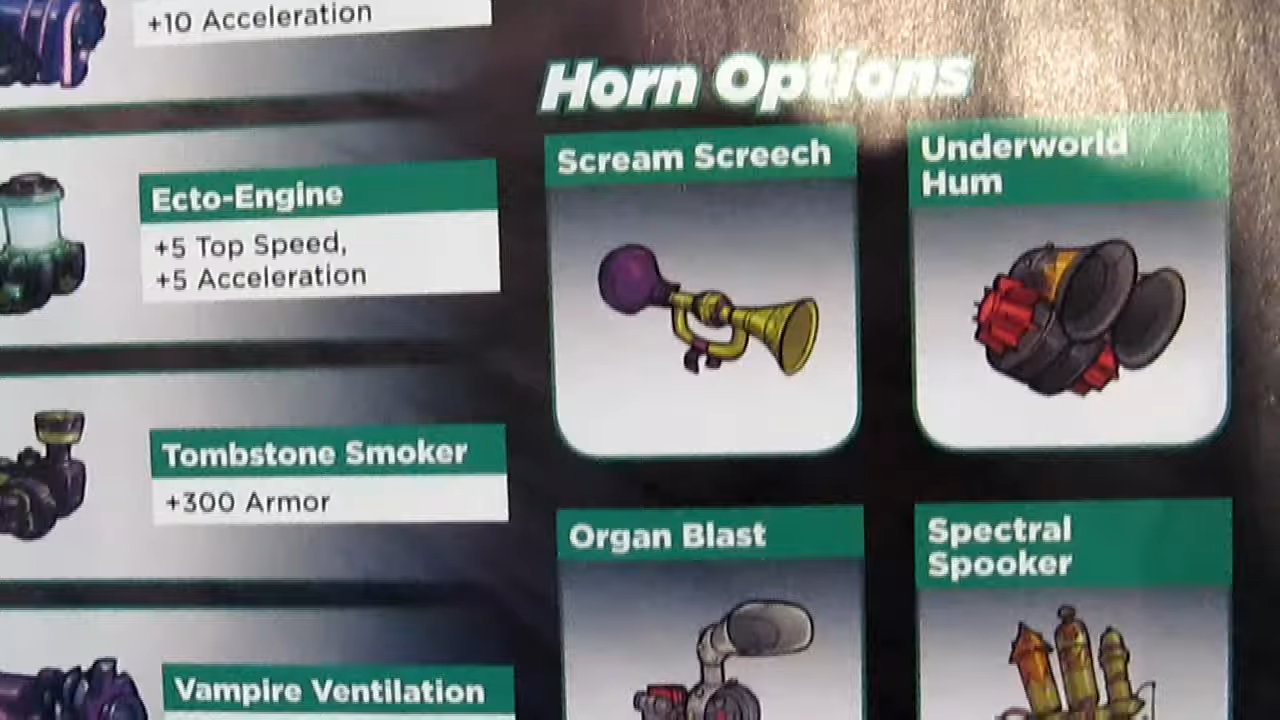 +10 Acceleration
Ecto-Engine
+5 Top Speed,
+5 Acceleration
Tombstone Smoker
+300 Armor
Vampire Ventilation
Horn Options
Scream Screech
Underworld
Hum
Organ Blast
Spectral
Spooker